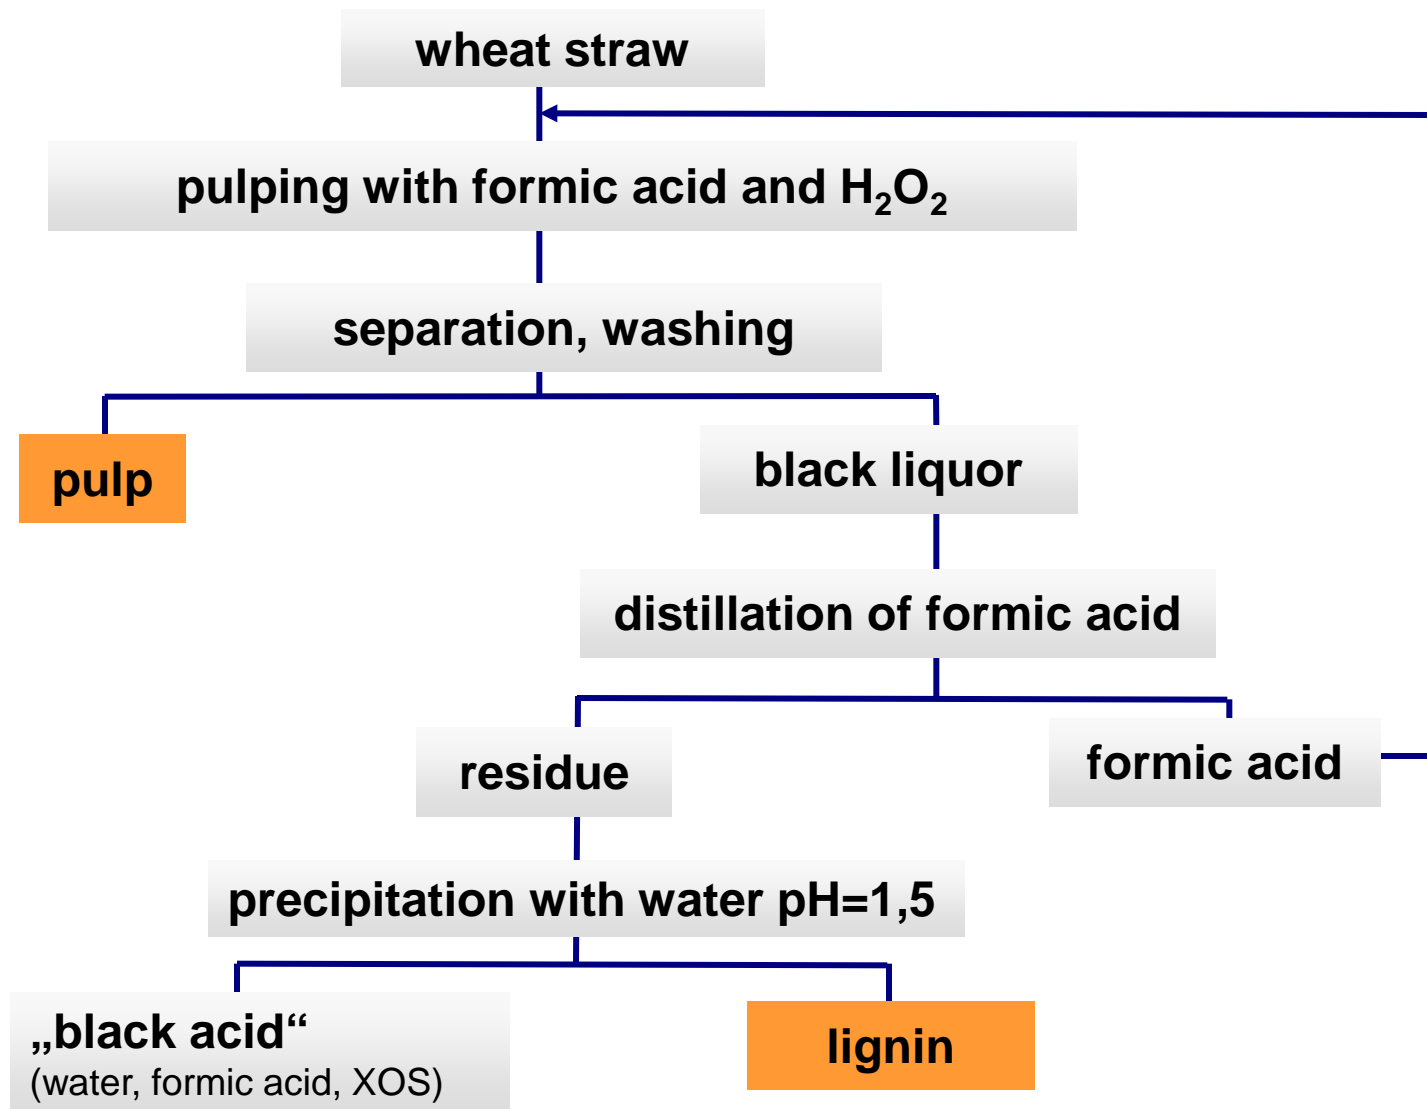 wheat straw
pulping with formic acid and H₂O₂
separation, washing
pulp
black liquor
distillation of formic acid
residue
formic acid
precipitation with water pH=1,5
„black acid“
(water, formic acid, XOS)
lignin